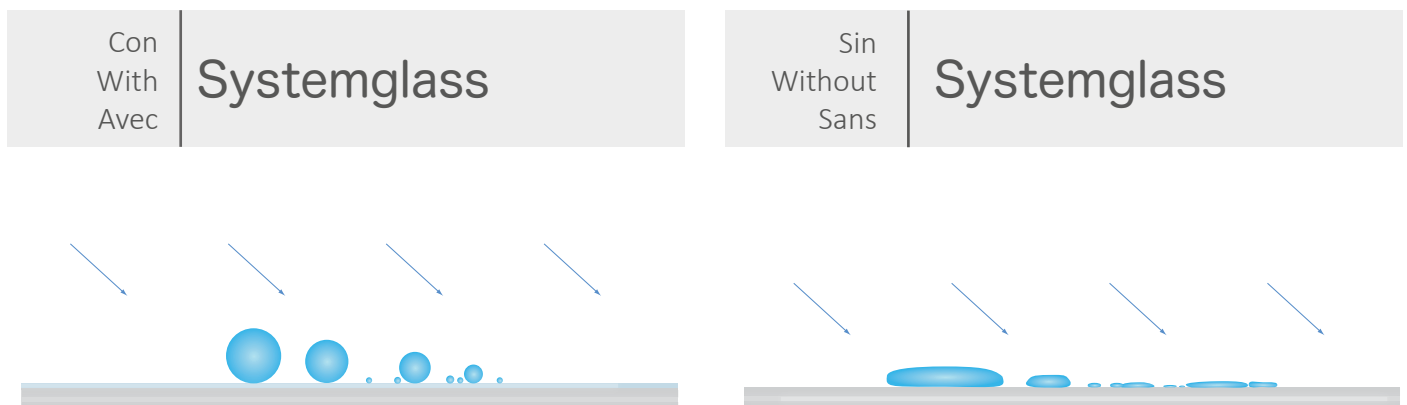 Con
With
Avec
Systemglass
Sin
Without
Sans
Systemglass